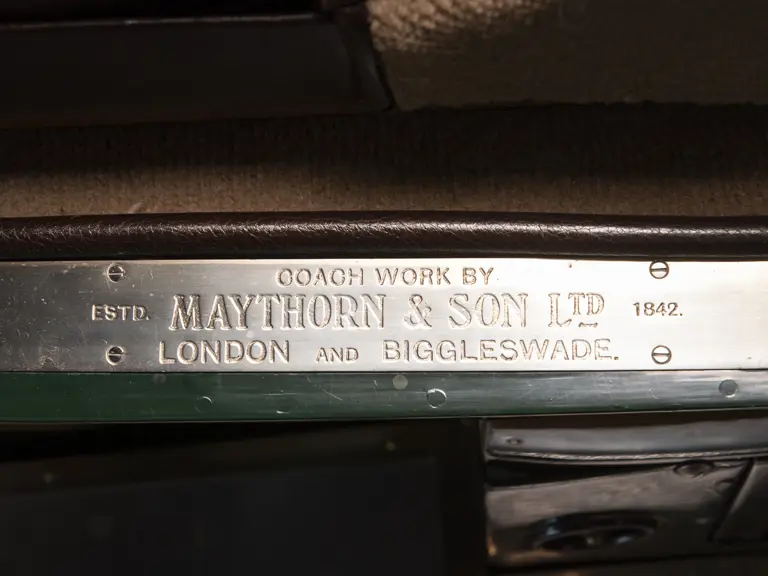 COACH WORK BY
ESTD. MAYTHORN & SON LTD 1842.
LONDON AND BIGGLESWADE.